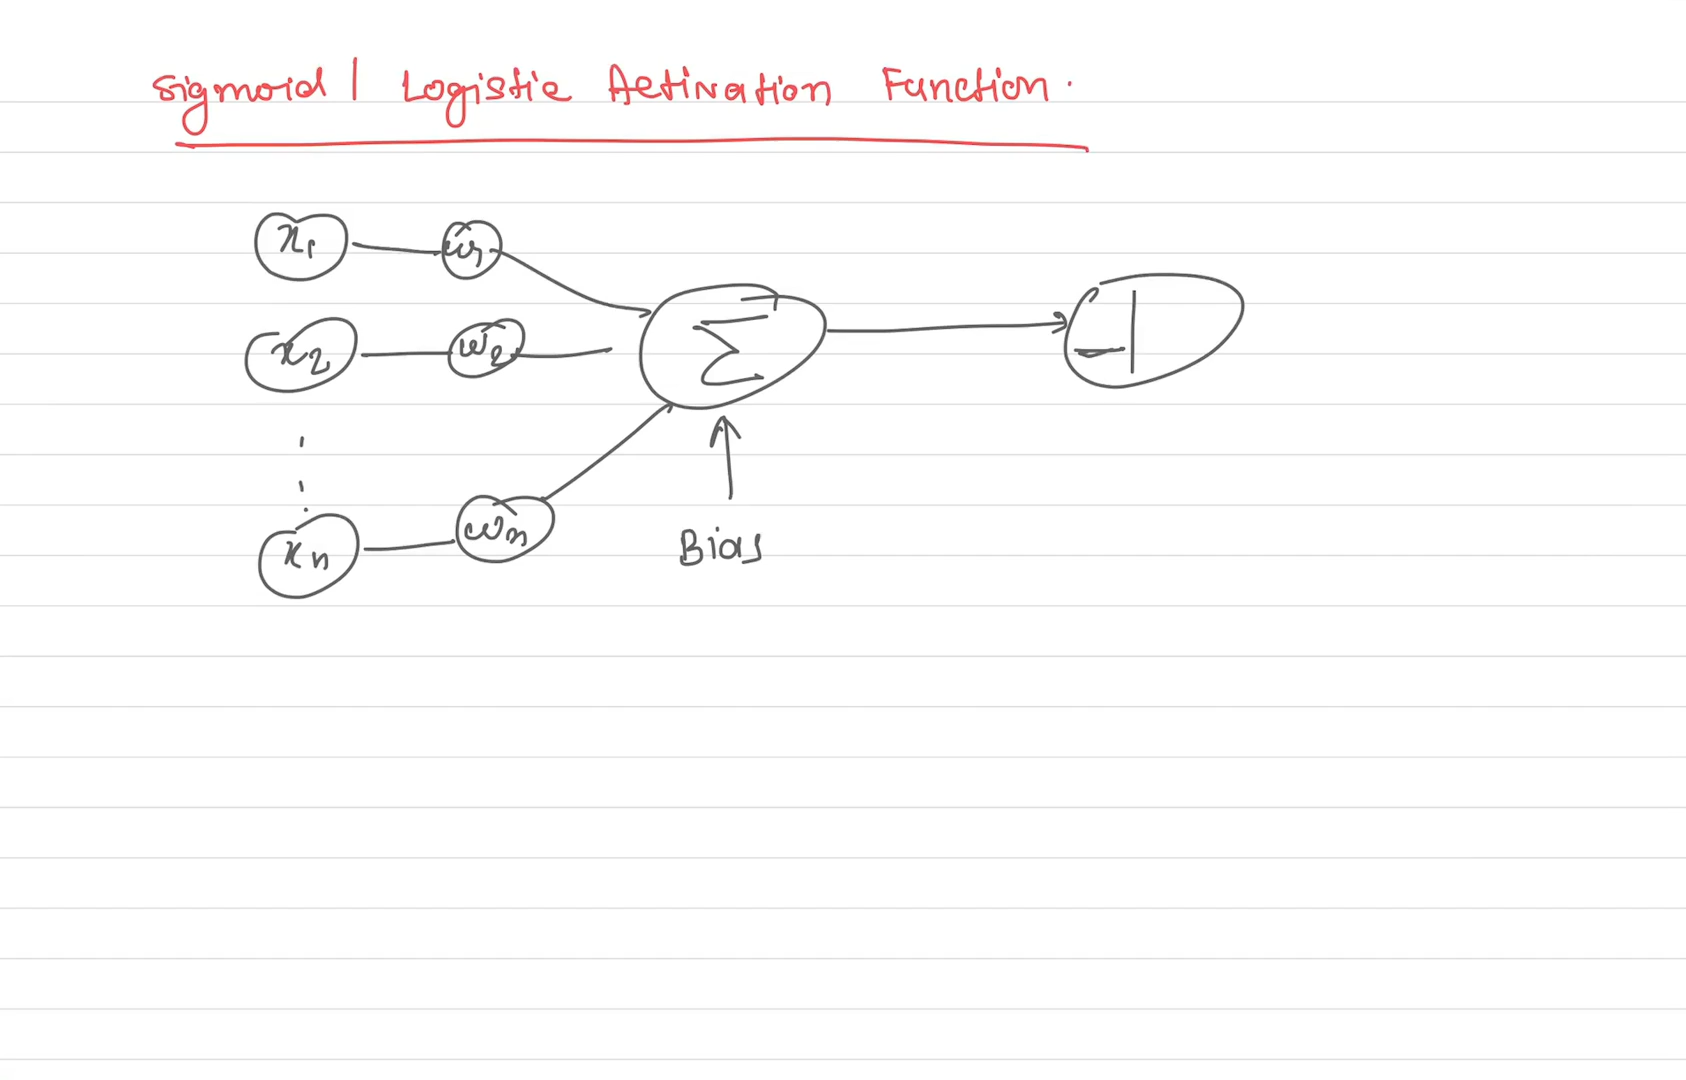 Sigmoid | Logistic Activation Function.
x1 w1
x2 w2
Σ
xn wn
Bias